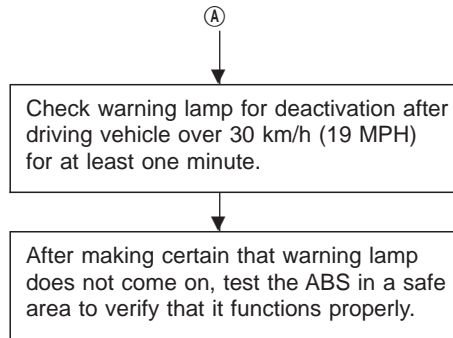 Ⓐ
Check warning lamp for deactivation after
driving vehicle over 30 km/h (19 MPH)
for at least one minute.
After making certain that warning lamp
does not come on, test the ABS in a safe
area to verify that it functions properly.